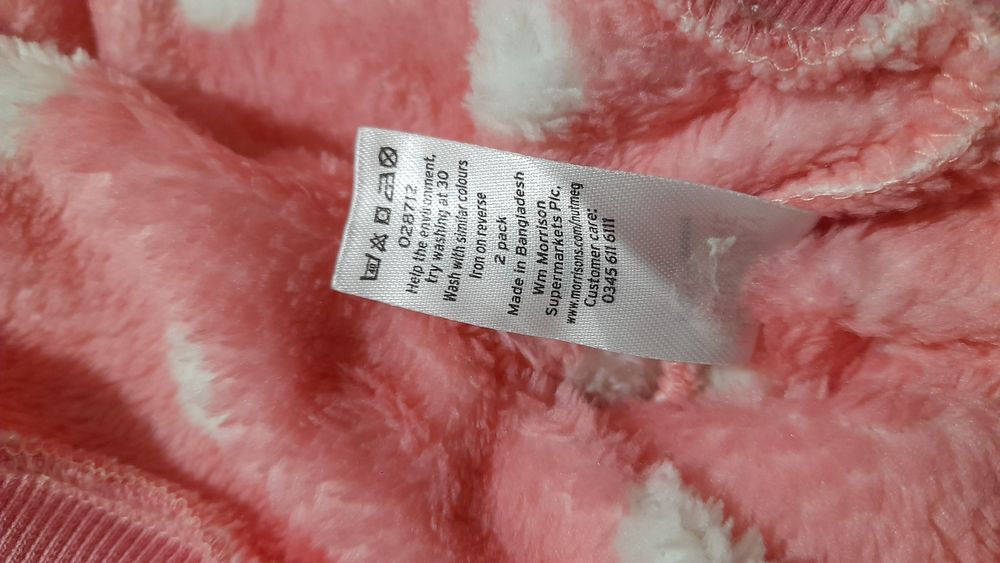 40
028712
Help the environment,
try washing at 30
Wash with similar colours
Iron on reverse
2 pack
Made in Bangladesh
Wm Morrison
Supermarkets Plc,
www.morrisons.com/nutmeg
Customer care:
0345 611 6111